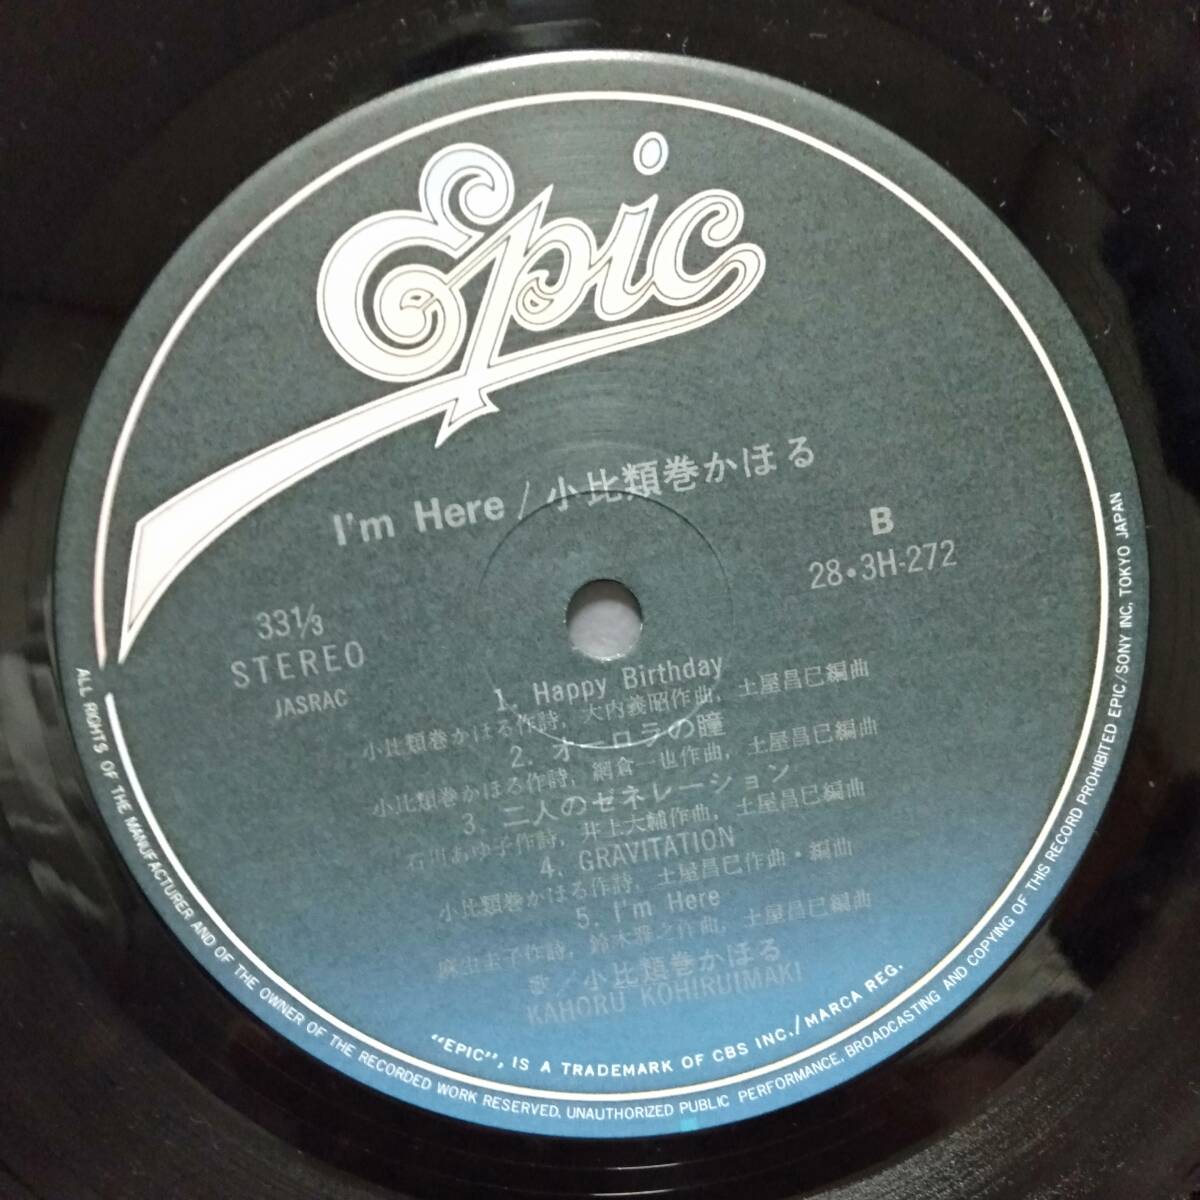 Epic
I'm Here / 小比類巻かほる
B
28・3H-272
33 1/3
STEREO
JASRAC
1. Happy Birthday
小比類巻かほる作詩, 大内義昭作曲, 土屋昌巳編曲
2. オーロラの瞳
小比類巻かほる作詩, 網倉一也作曲, 土屋昌巳編曲
3. 二人のゼネレーション
石川あゆ子作詩, 井上大輔作曲, 土屋昌巳編曲
4. GRAVITATION
小比類巻かほる作詩, 土屋昌巳作曲・編曲
5. I'm Here
麻生圭子作詩, 鈴木雅之作曲, 土屋昌巳編曲
歌/小比類巻かほる
KAHORU KOHIRUIMAKI
"EPIC", IS A TRADEMARK OF CBS INC./MARCA REG.
ALL RIGHTS OF THE MANUFACTURER AND OF THE OWNER OF THE RECORDED WORK RESERVED. UNAUTHORIZED PUBLIC PERFORMANCE, BROADCASTING AND COPYING OF THIS RECORD PROHIBITED EPIC/SONY INC. TOKYO JAPAN